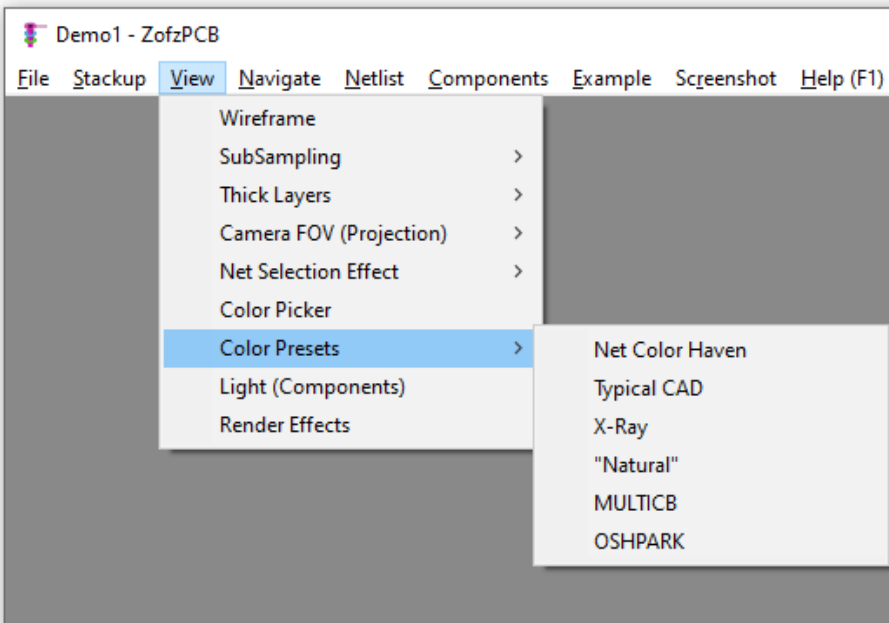 Demo1 - ZofzPCB
File Stackup View Navigate Netlist Components Example Screenshot Help (F1)
Wireframe
SubSampling
Thick Layers
Camera FOV (Projection)
Net Selection Effect
Color Picker
Color Presets
Light (Components)
Render Effects
Net Color Haven
Typical CAD
X-Ray
"Natural"
MULTICB
OSHPARK